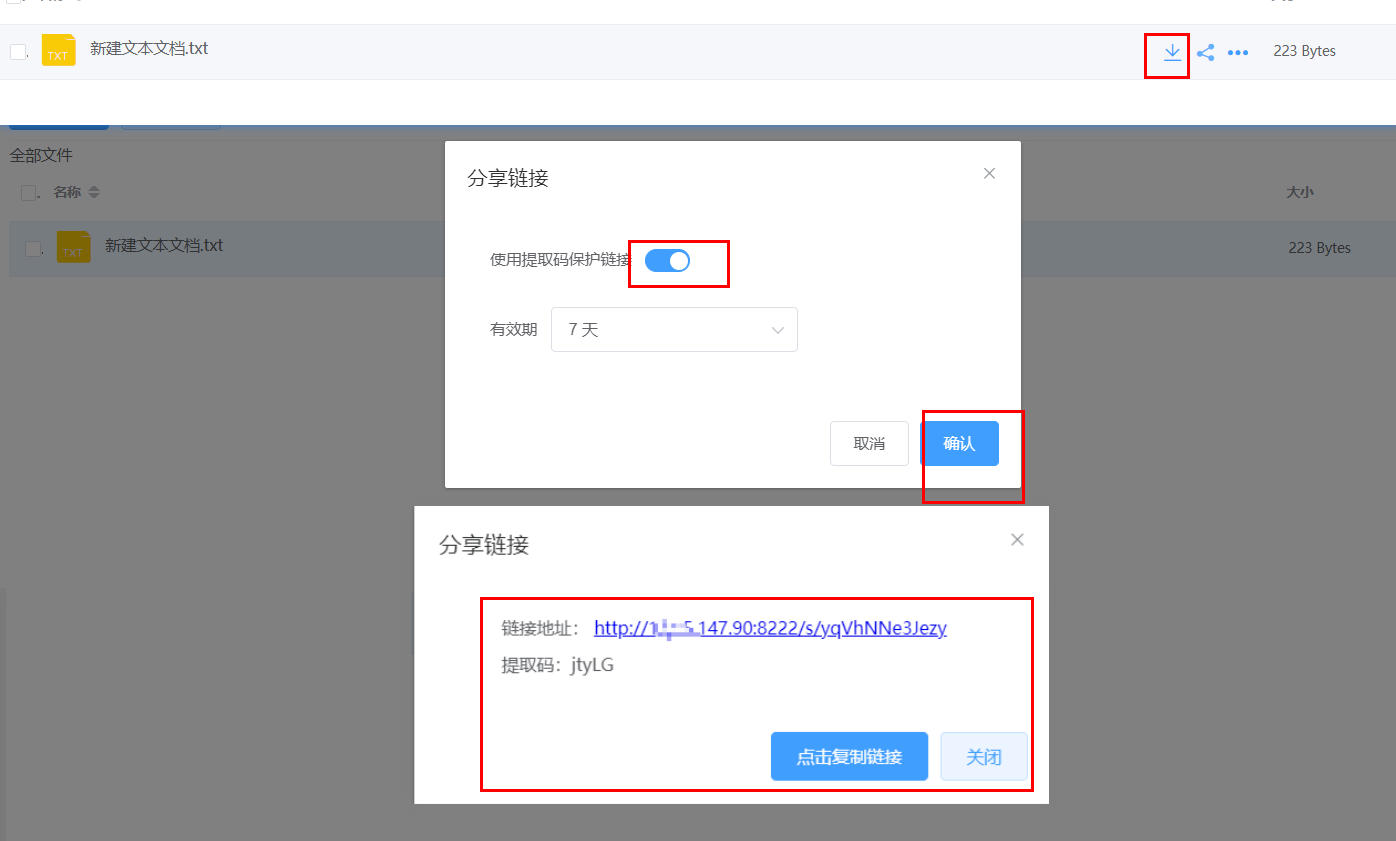 TXT 新建文本文档.txt 223 Bytes
全部文件
名称 大小
TXT 新建文本文档.txt 223 Bytes
分享链接
使用提取码保护链接
有效期 7 天
取消 确认
分享链接
链接地址： http://1 147.90:8222/s/yqVhNNe3Jezy
提取码：jtyLG
点击复制链接 关闭